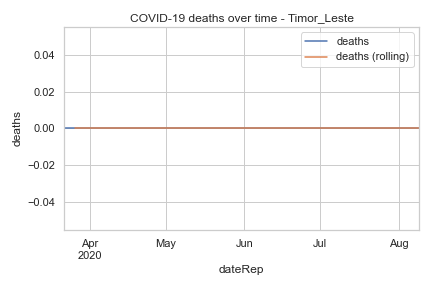 COVID-19 deaths over time - Timor_Leste
deaths
deaths (rolling)
0.04
0.02
0.00
−0.02
−0.04
deaths
Apr
2020
May
Jun
Jul
Aug
dateRep